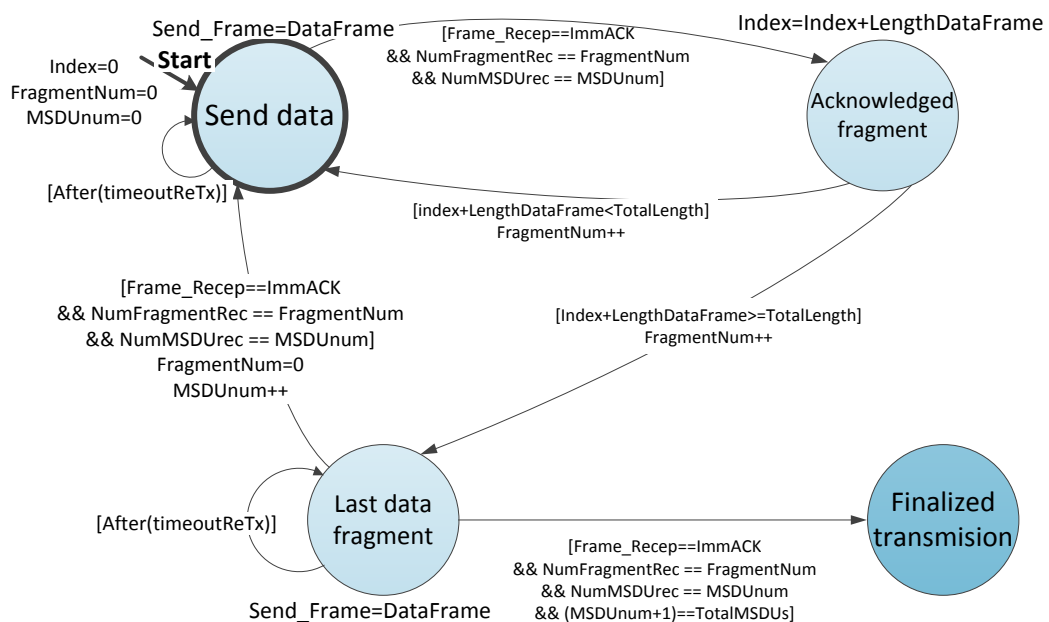 Send_Frame=DataFrame
Index=Index+LengthDataFrame
[Frame_Recep==ImmACK
&& NumFragmentRec == FragmentNum
&& NumMSDUrec == MSDUnum]
Start
Index=0
FragmentNum=0
MSDUnum=0
Send data
Acknowledged
fragment
[After(timeoutReTx)]
[index+LengthDataFrame<TotalLength]
FragmentNum++
[Frame_Recep==ImmACK
&& NumFragmentRec == FragmentNum
&& NumMSDUrec == MSDUnum]
FragmentNum=0
MSDUnum++
[Index+LengthDataFrame>=TotalLength]
FragmentNum++
[After(timeoutReTx)]
Last data
fragment
Finalized
transmision
[Frame_Recep==ImmACK
&& NumFragmentRec == FragmentNum
&& NumMSDUrec == MSDUnum
&& (MSDUnum+1)==TotalMSDUs]
Send_Frame=DataFrame